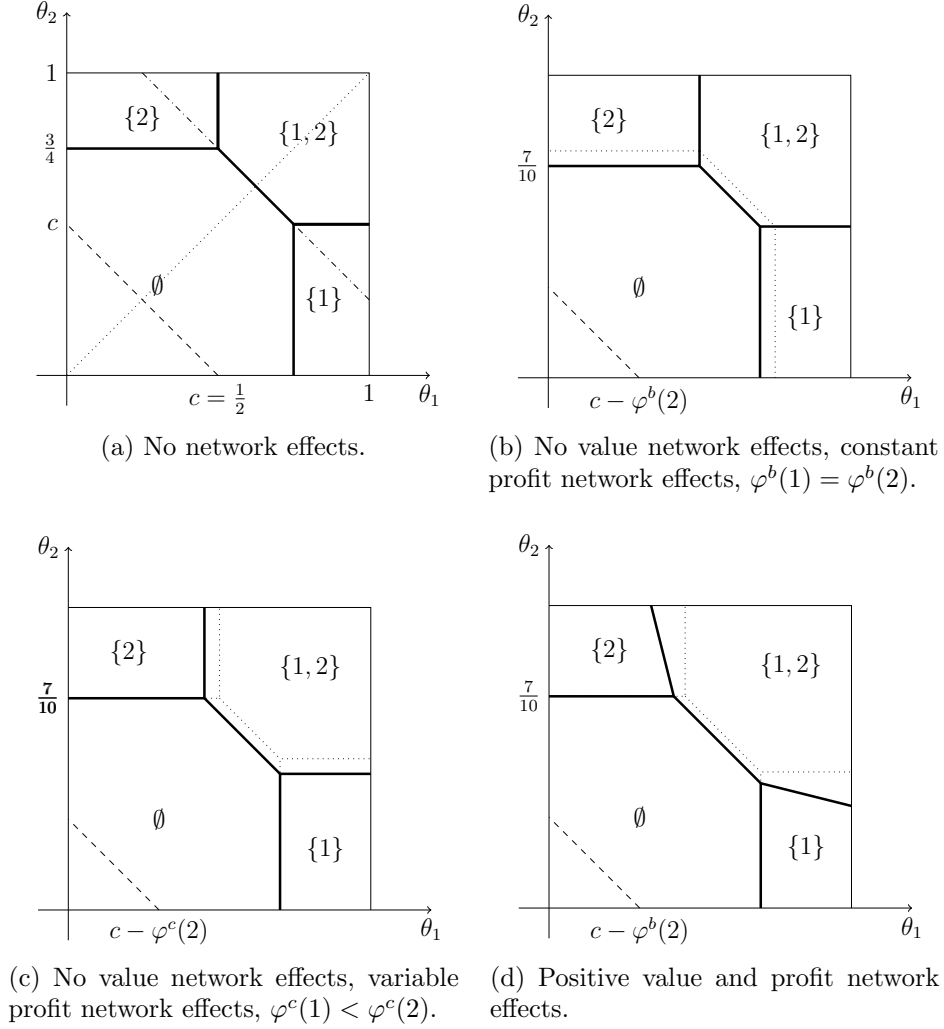 θ₂
1
{2}
{1, 2}
3/4
c
∅
{1}
c = 1/2
1
θ₁
(a) No network effects.
θ₂
{2}
{1, 2}
7/10
∅
{1}
c − φᵇ(2)
θ₁
(b) No value network effects, constant
profit network effects, φᵇ(1) = φᵇ(2).
θ₂
{2}
{1, 2}
7/10
∅
{1}
c − φᶜ(2)
θ₁
(c) No value network effects, variable
profit network effects, φᶜ(1) < φᶜ(2).
θ₂
{2}
{1, 2}
7/10
∅
{1}
c − φᵇ(2)
θ₁
(d) Positive value and profit network
effects.